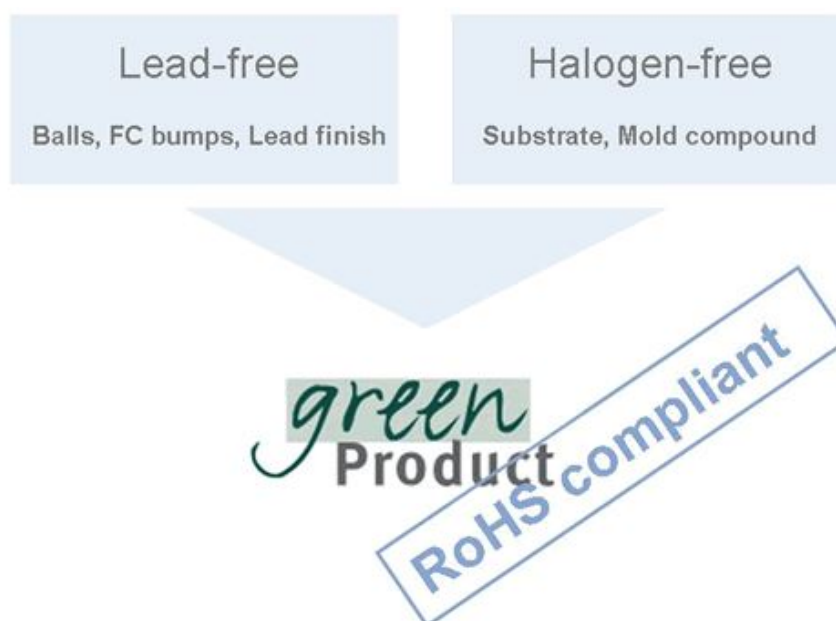 Lead-free
Balls, FC bumps, Lead finish
Halogen-free
Substrate, Mold compound
green
Product
RoHS compliant